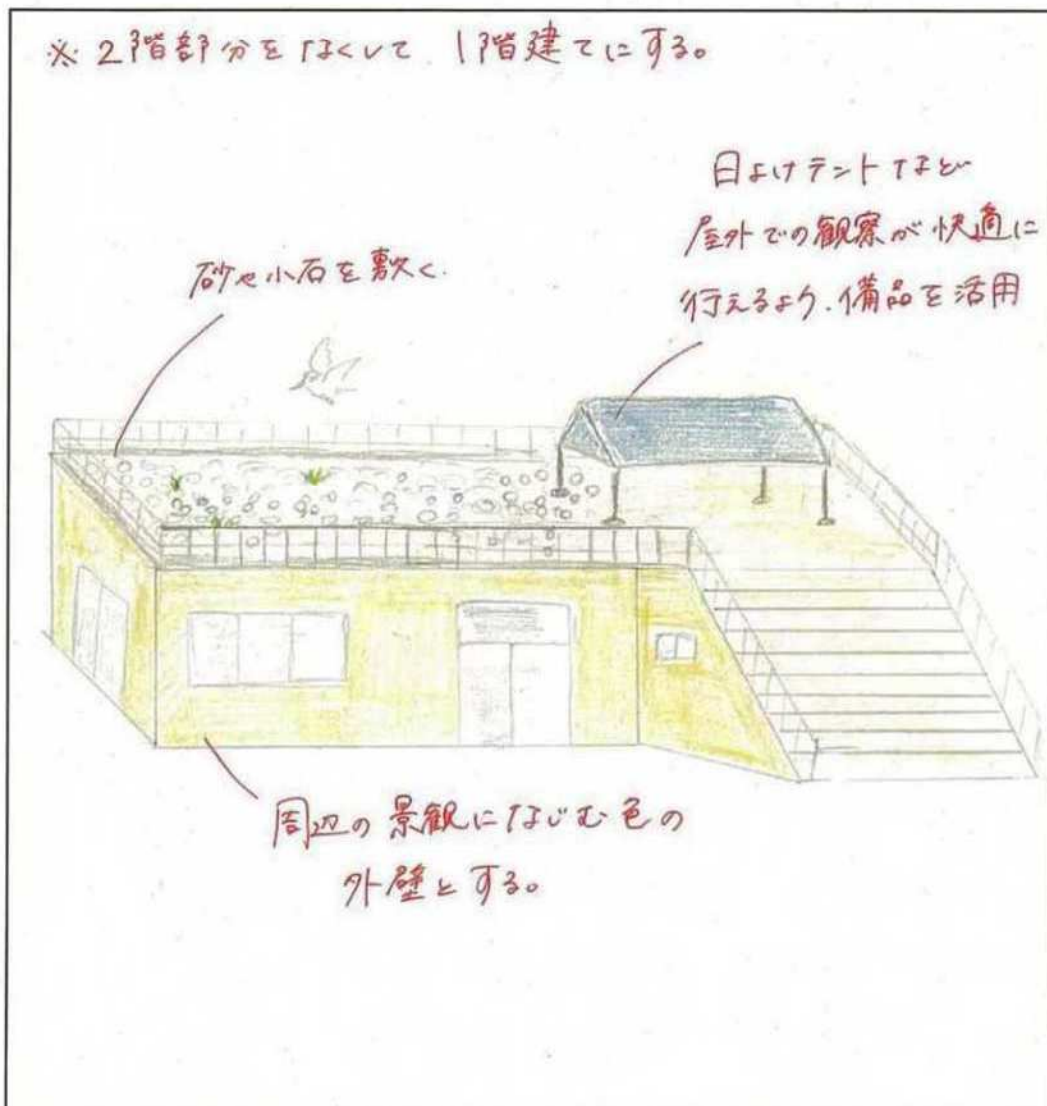 ※ 2階部分をなくして 1階建てにする。
日よけテントなど
屋外での観察が快適に
行えるよう、備品を活用
砂や小石を敷く。
周辺の景観になじむ色の
外壁とする。